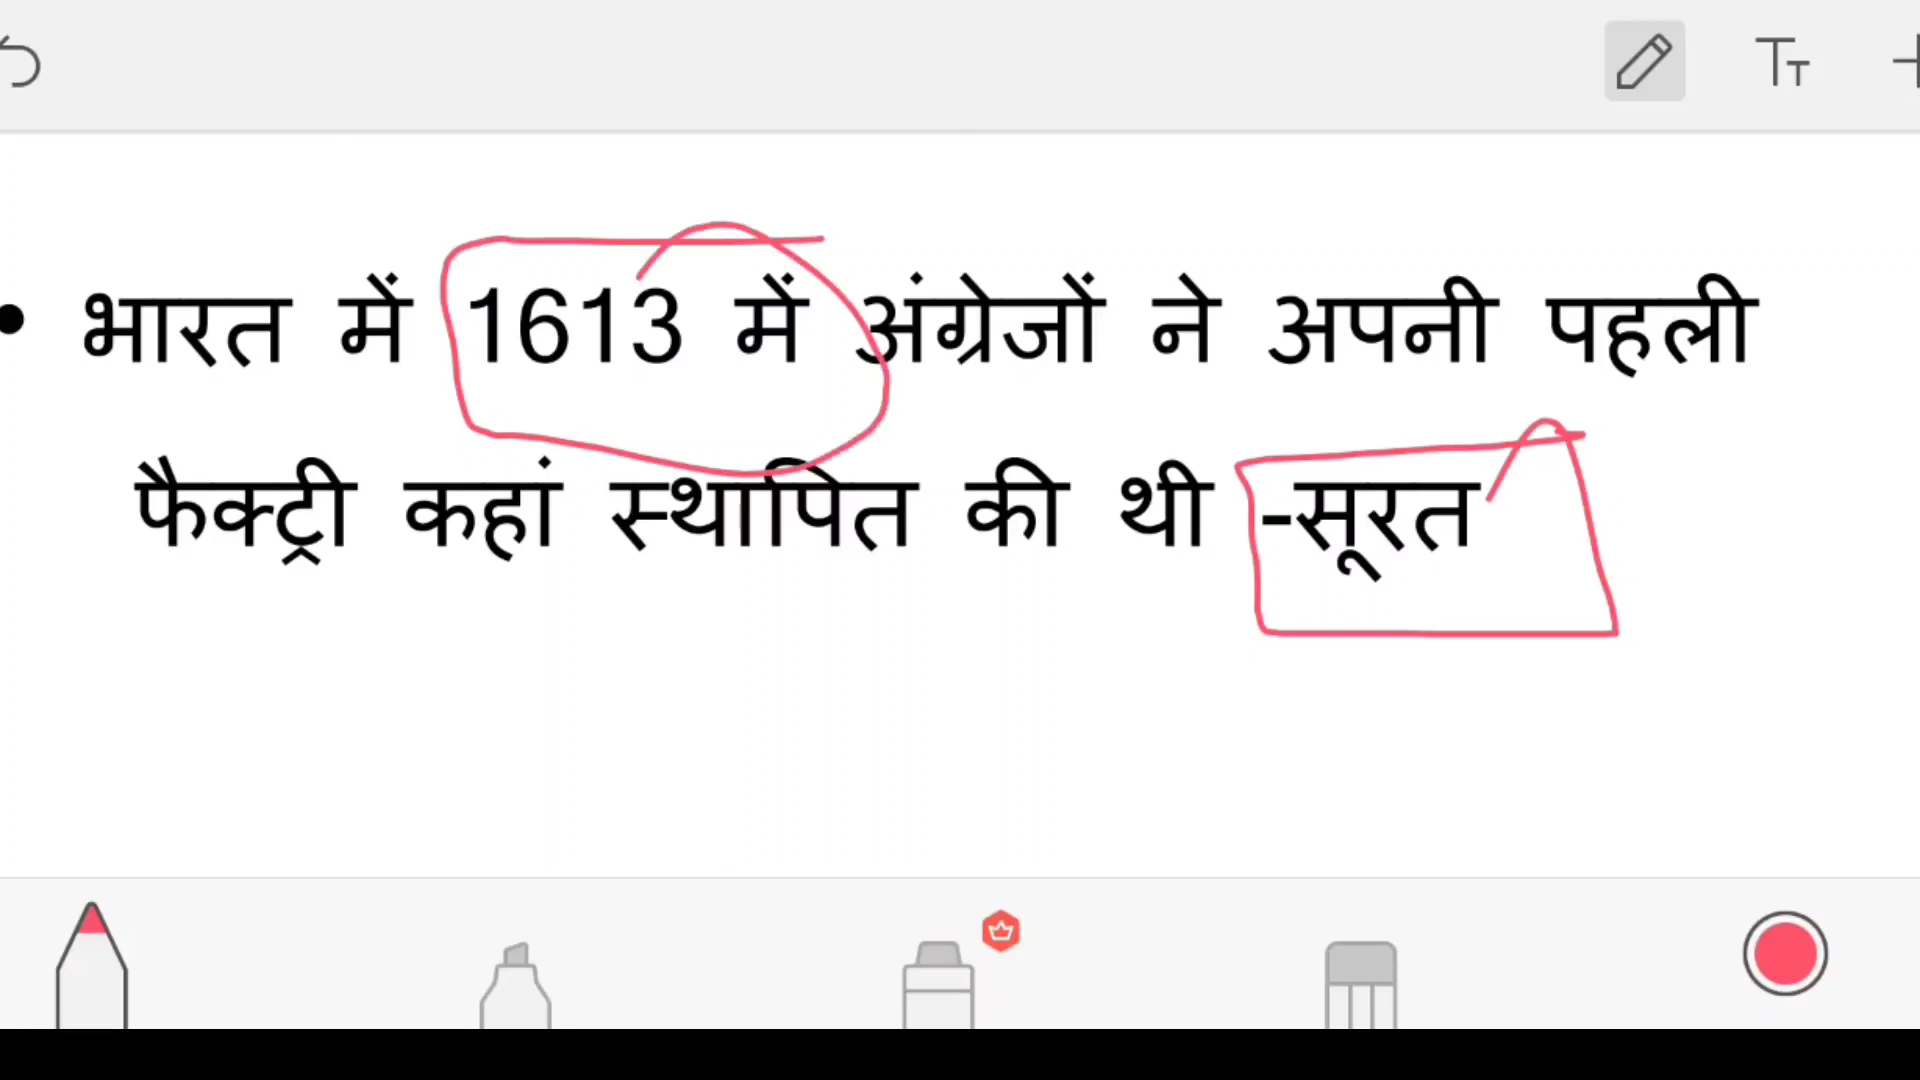 • भारत में 1613 में अंग्रेजों ने अपनी पहली
फैक्ट्री कहां स्थापित की थी -सूरत